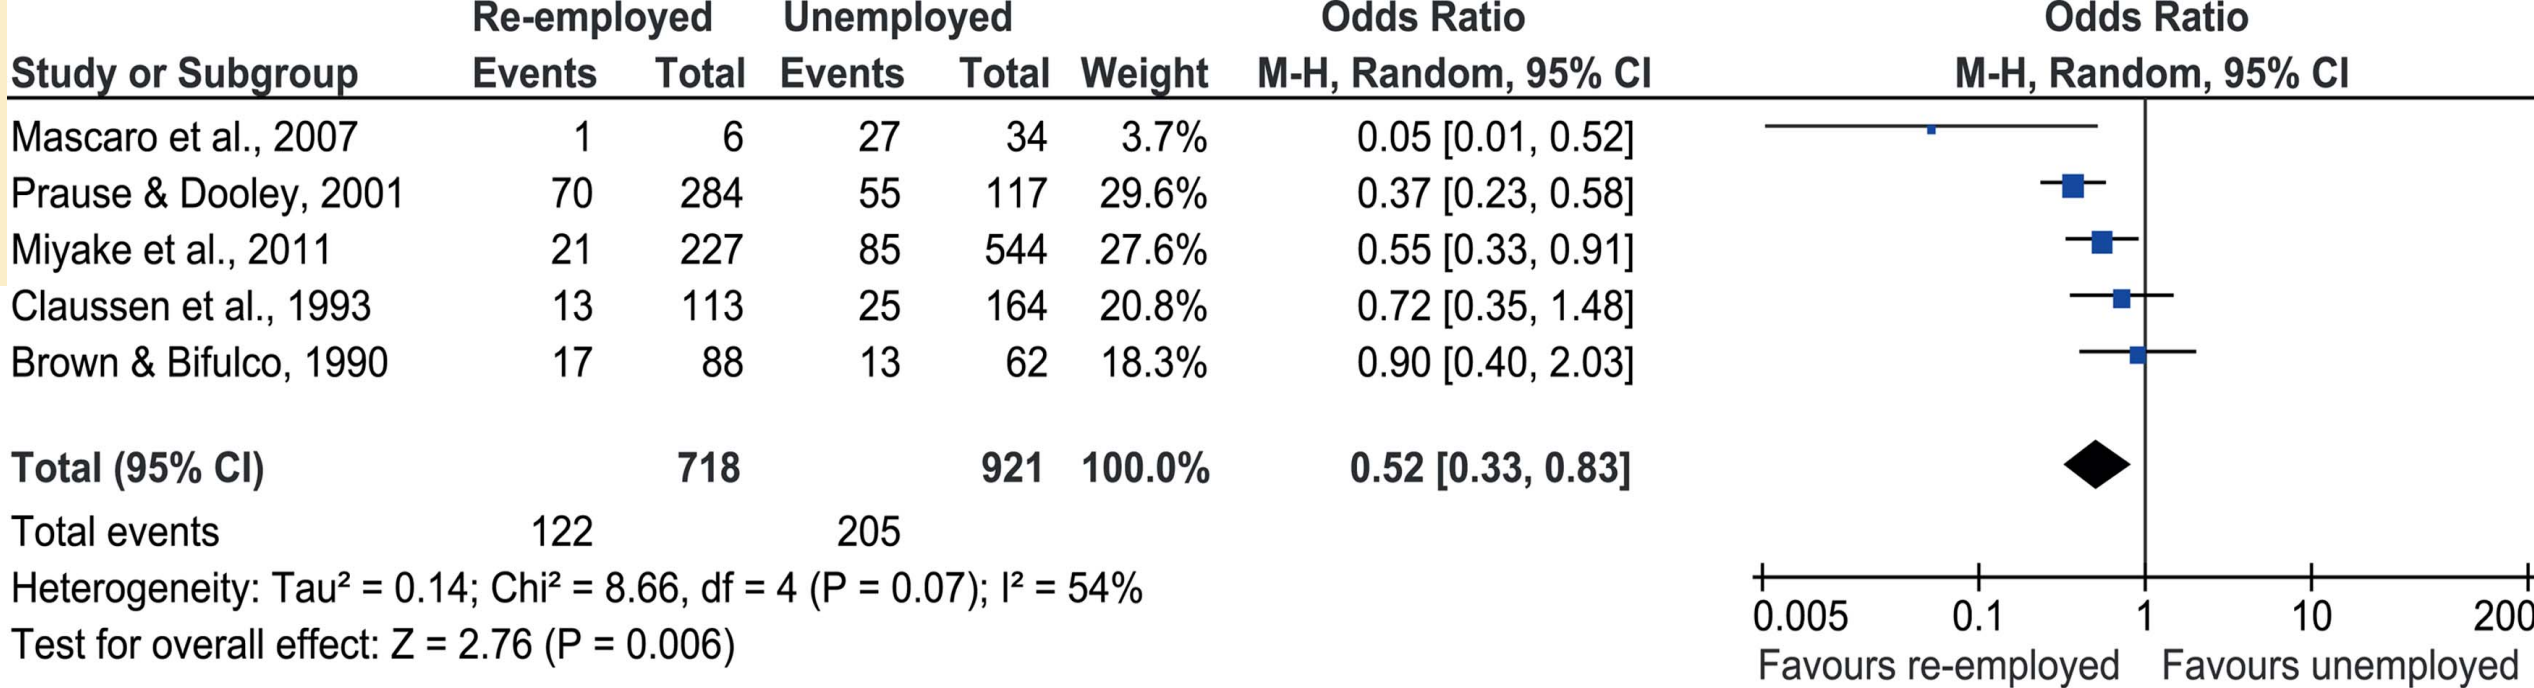 Re-employed Unemployed Odds Ratio Odds Ratio
Study or Subgroup Events Total Events Total Weight M-H, Random, 95% CI M-H, Random, 95% CI
Mascaro et al., 2007 1 6 27 34 3.7% 0.05 [0.01, 0.52]
Prause & Dooley, 2001 70 284 55 117 29.6% 0.37 [0.23, 0.58]
Miyake et al., 2011 21 227 85 544 27.6% 0.55 [0.33, 0.91]
Claussen et al., 1993 13 113 25 164 20.8% 0.72 [0.35, 1.48]
Brown & Bifulco, 1990 17 88 13 62 18.3% 0.90 [0.40, 2.03]
Total (95% CI) 718 921 100.0% 0.52 [0.33, 0.83]
Total events 122 205
Heterogeneity: Tau² = 0.14; Chi² = 8.66, df = 4 (P = 0.07); I² = 54%
Test for overall effect: Z = 2.76 (P = 0.006)
0.005 0.1 1 10 200
Favours re-employed Favours unemployed